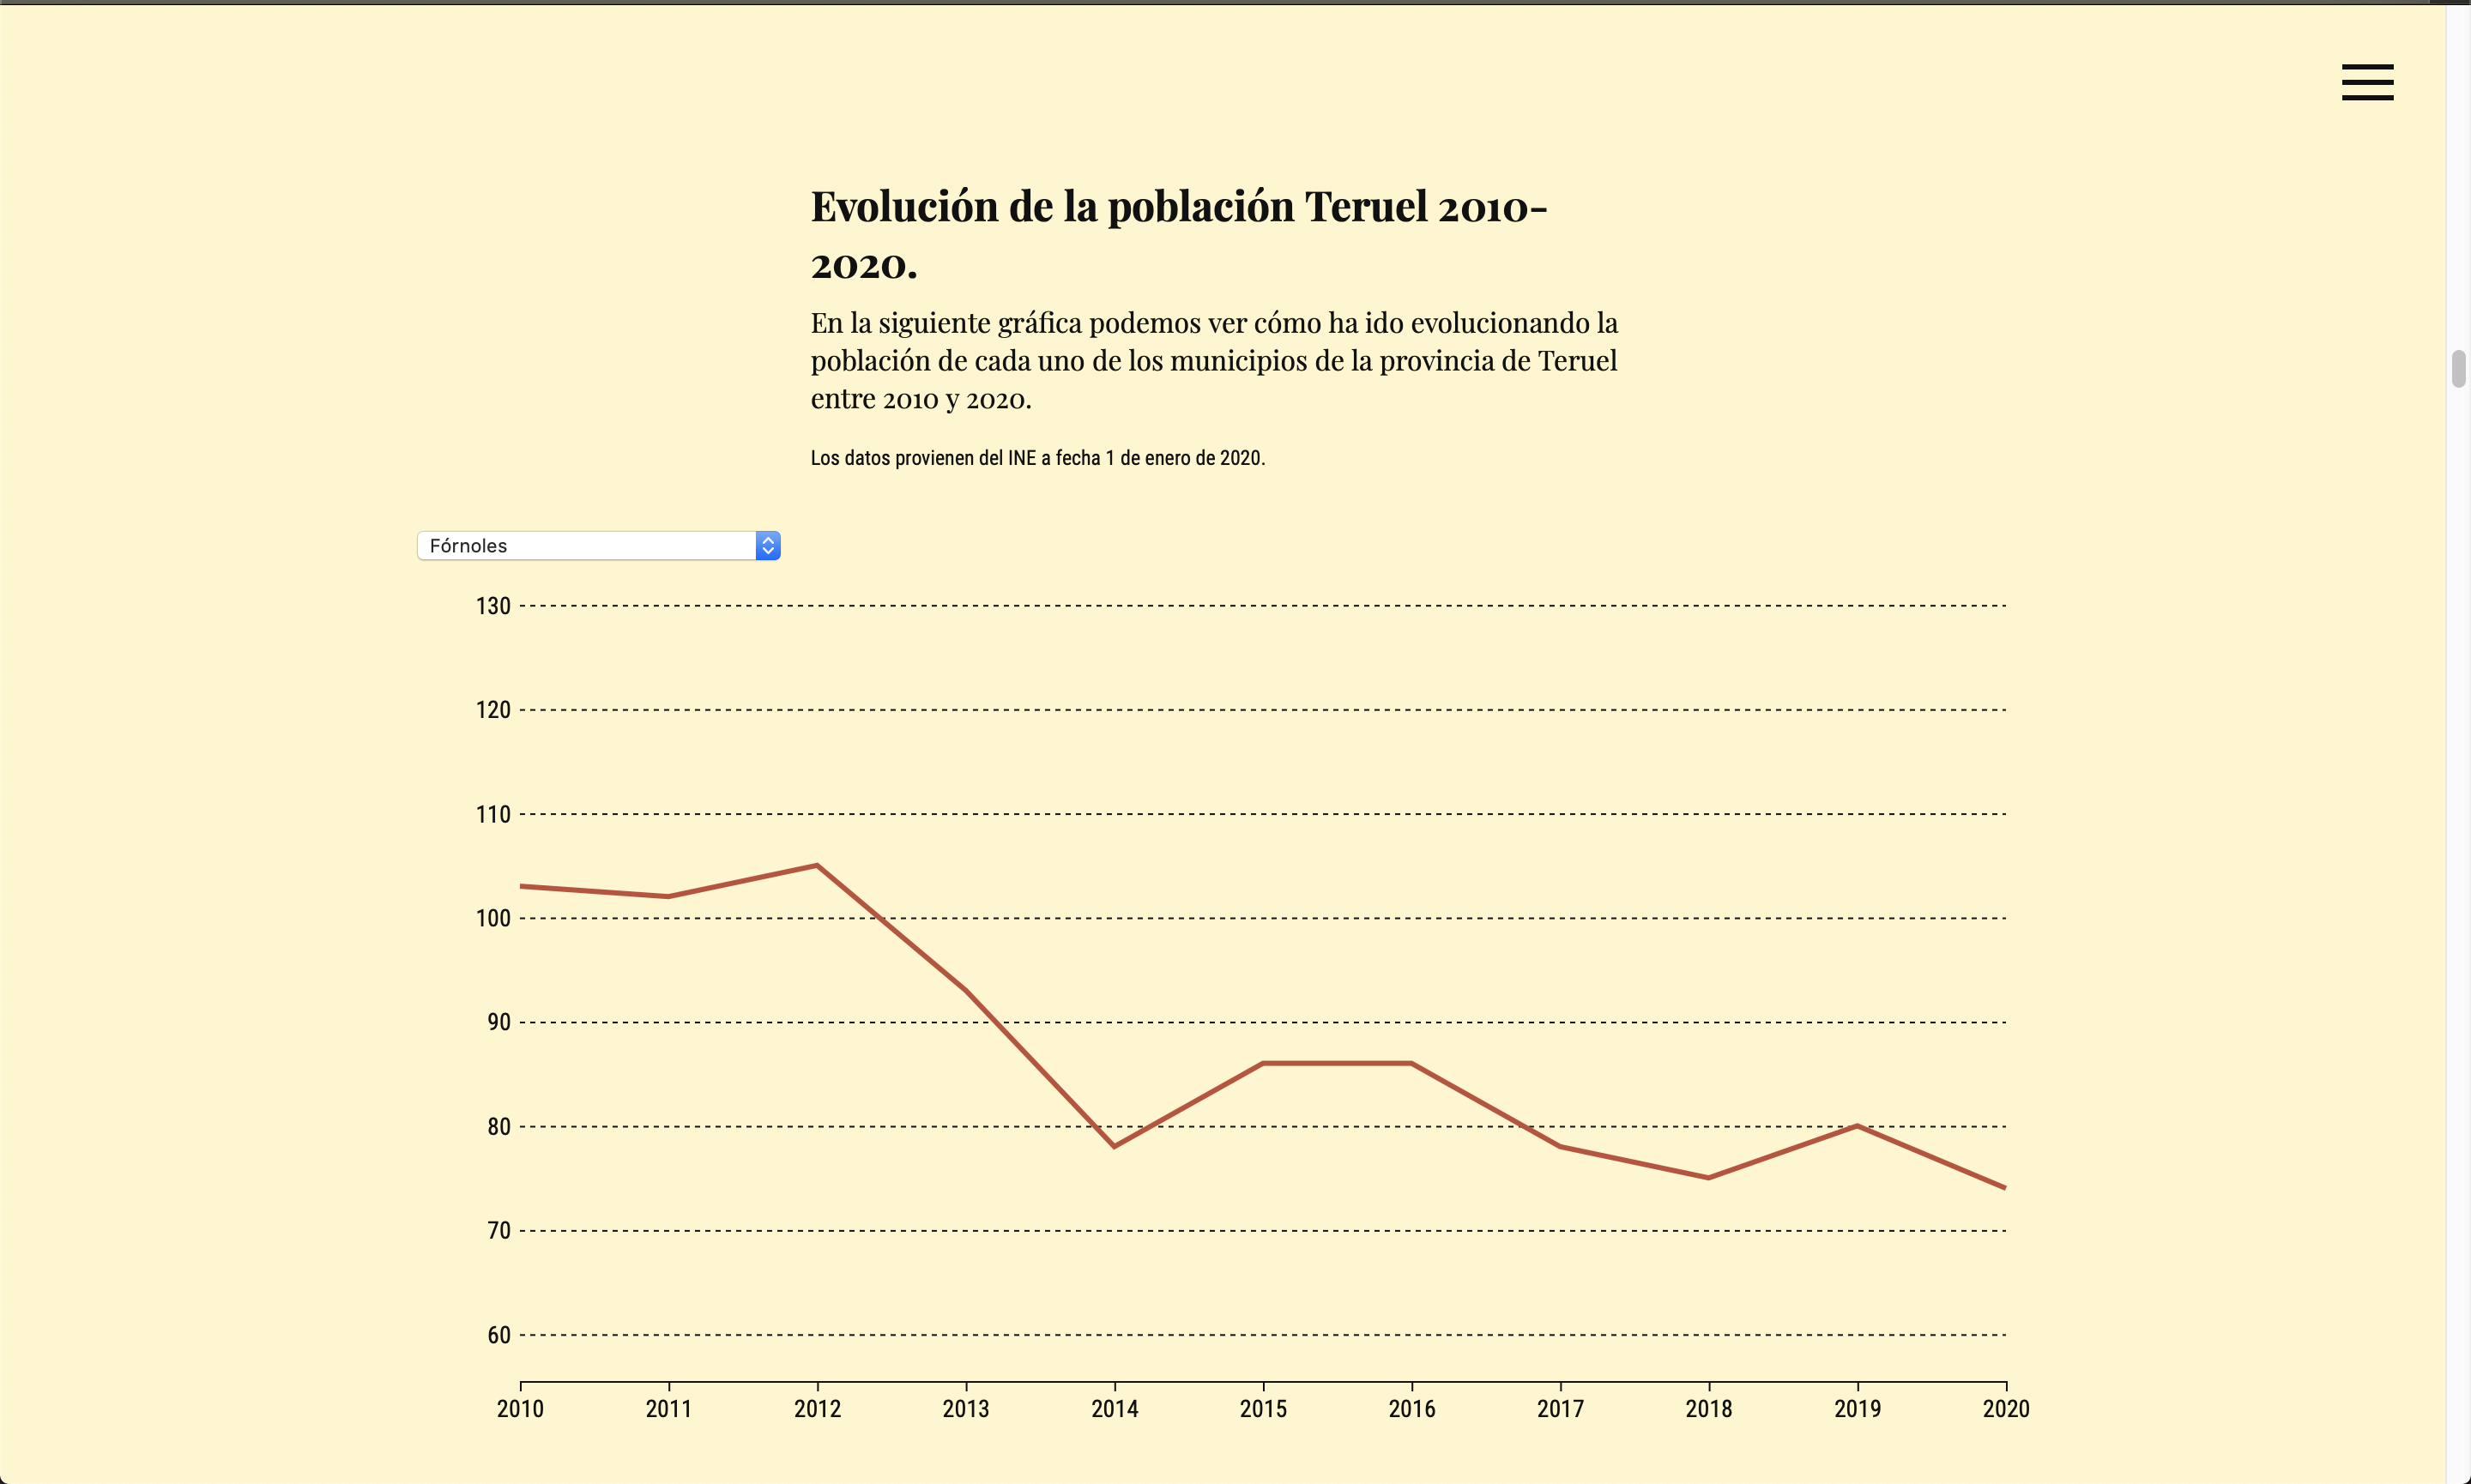 Evolución de la población Teruel 2010-
2020.
En la siguiente gráfica podemos ver cómo ha ido evolucionando la
población de cada uno de los municipios de la provincia de Teruel
entre 2010 y 2020.
Los datos provienen del INE a fecha 1 de enero de 2020.
Fórnoles
130
120
110
100
90
80
70
60
2010 2011 2012 2013 2014 2015 2016 2017 2018 2019 2020